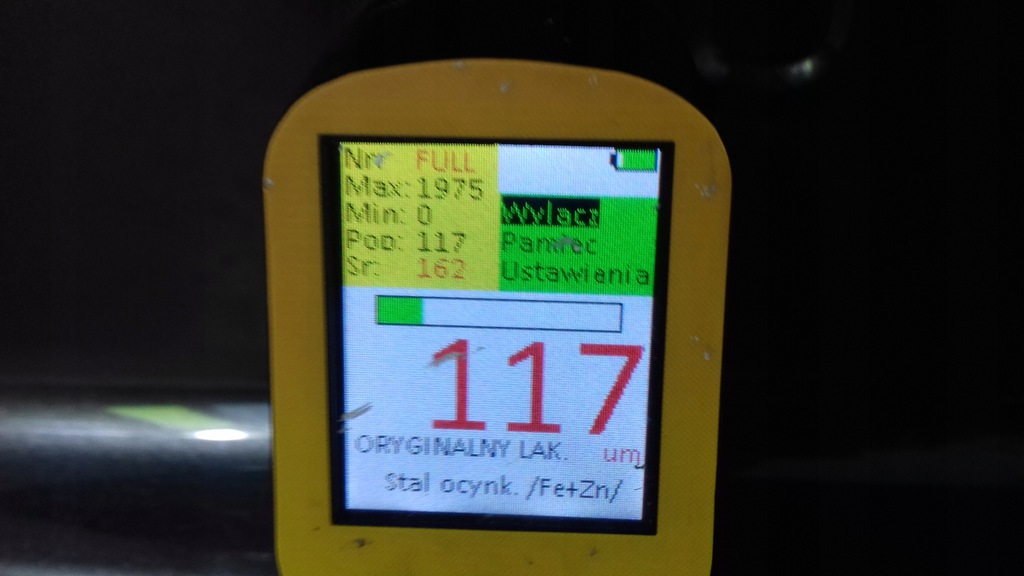 Nr FULL
Max: 1975
Min: 0
Pop: 117
Sr: 162
Wylacz
Pamiec
Ustawienia
117
ORYGINALNY LAK. um
Stal ocynk. /Fe+Zn/